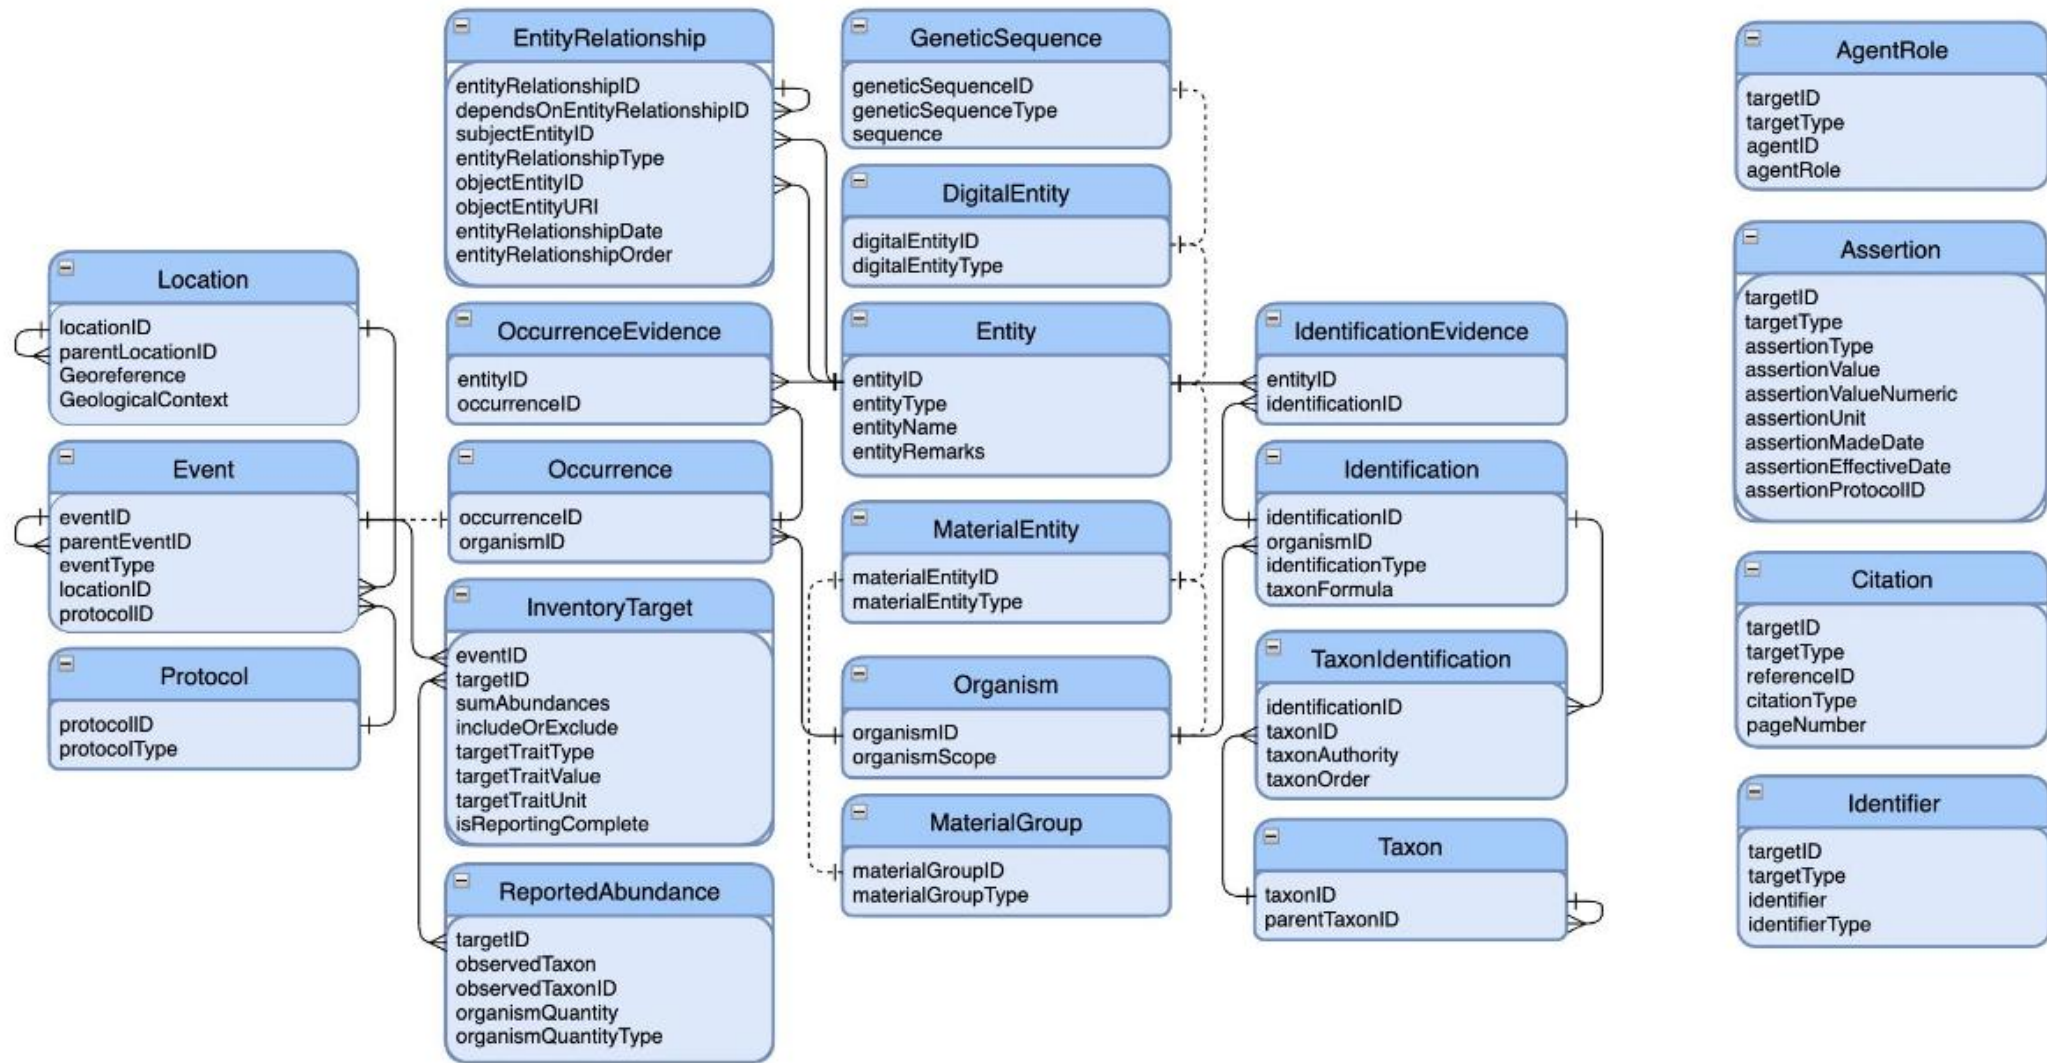 EntityRelationship
entityRelationshipID
dependsOnEntityRelationshipID
subjectEntityID
entityRelationshipType
objectEntityID
objectEntityURI
entityRelationshipDate
entityRelationshipOrder
GeneticSequence
geneticSequenceID
geneticSequenceType
sequence
AgentRole
targetID
targetType
agentID
agentRole
DigitalEntity
digitalEntityID
digitalEntityType
Assertion
targetID
targetType
assertionType
assertionValue
assertionValueNumeric
assertionUnit
assertionMadeDate
assertionEffectiveDate
assertionProtocolID
Location
locationID
parentLocationID
Georeference
GeologicalContext
OccurrenceEvidence
entityID
occurrenceID
Entity
entityID
entityType
entityName
entityRemarks
IdentificationEvidence
entityID
identificationID
Event
eventID
parentEventID
eventType
locationID
protocolID
Occurrence
occurrenceID
organismID
Identification
identificationID
organismID
identificationType
taxonFormula
MaterialEntity
materialEntityID
materialEntityType
Citation
targetID
targetType
referenceID
citationType
pageNumber
InventoryTarget
eventID
targetID
sumAbundances
includeOrExclude
targetTraitType
targetTraitValue
targetTraitUnit
isReportingComplete
Protocol
protocolID
protocolType
Organism
organismID
organismScope
TaxonIdentification
identificationID
taxonID
taxonAuthority
taxonOrder
MaterialGroup
materialGroupID
materialGroupType
Taxon
taxonID
parentTaxonID
Identifier
targetID
targetType
identifier
identifierType
ReportedAbundance
targetID
observedTaxon
observedTaxonID
organismQuantity
organismQuantityType